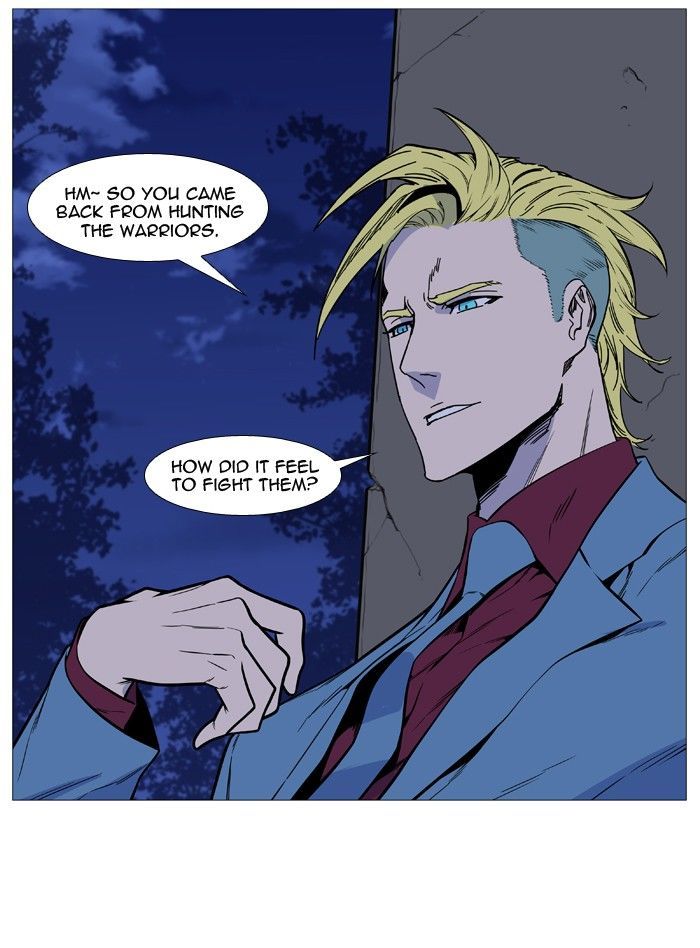 HM~ SO YOU CAME
BACK FROM HUNTING
THE WARRIORS.
HOW DID IT FEEL
TO FIGHT THEM?